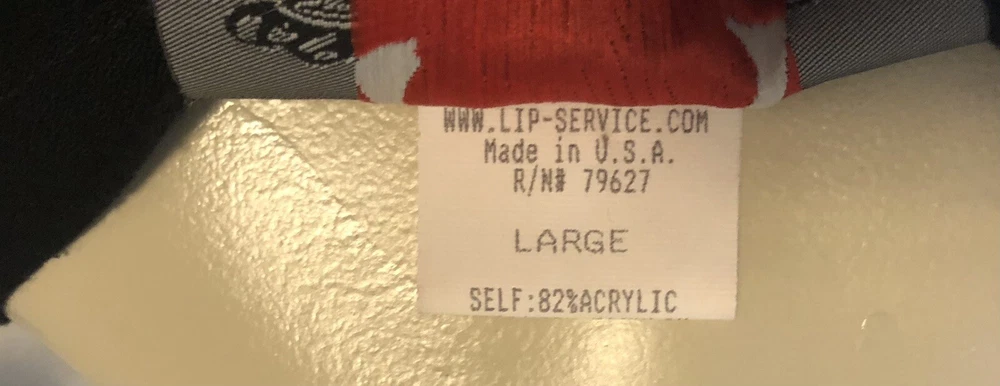 WWW.LIP-SERVICE.COM
Made in U.S.A.
R/N# 79627
LARGE
SELF:82%ACRYLIC